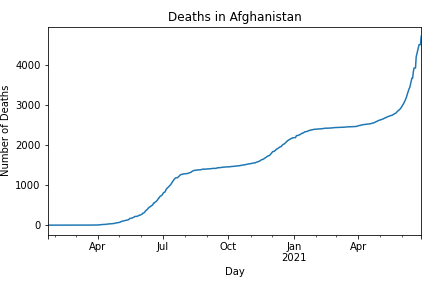 Deaths in Afghanistan
Number of Deaths
4000
3000
2000
1000
0
Apr
Jul
Oct
Jan
2021
Apr
Day